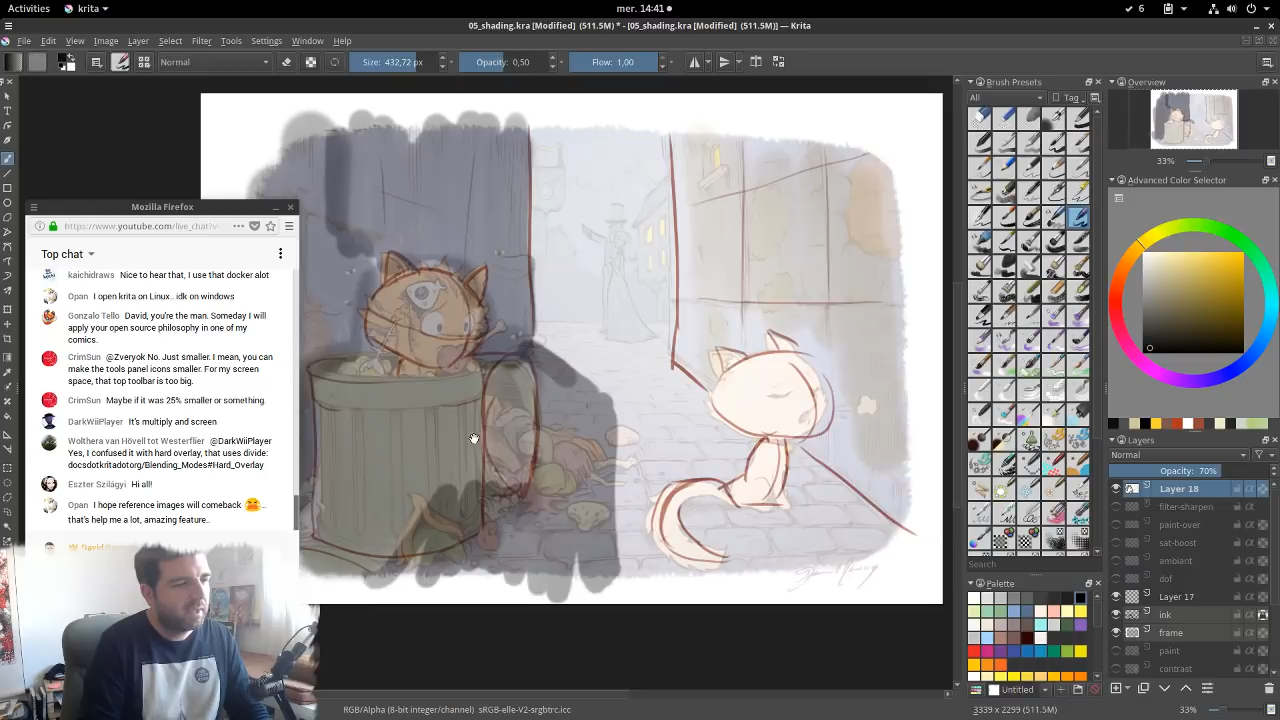 Activities
krita
mer. 14:41
6
05_shading.kra [Modified] (511.5M) * - [05_shading.kra [Modified] (511.5M)] — Krita
File Edit View Image Layer Select Filter Tools Settings Window Help
Normal
Size: 432,72 px
Opacity: 0,50
Flow: 1,00
Mozilla Firefox
https://www.youtube.com/live_chat?
Top chat
kaichidraws Nice to hear that, I use that docker alot
Opan I open krita on Linux.. idk on windows
Gonzalo Tello David, you're the man. Someday I will
apply your open source philosophy in one of my
comics.
CrimSun @Zveryok No. Just smaller. I mean, you can
make the tools panel icons smaller. For my screen
space, that top toolbar is too big.
CrimSun Maybe if it was 25% smaller or something.
DarkWiiPlayer It's multiply and screen
Wolthera van Hövell tot Westerflier @DarkWiiPlayer
Yes, I confused it with hard overlay, that uses divide:
docsdotkritadotorg/Blending_Modes#Hard_Overlay
Eszter Szilágyi Hi all!
Opan I hope reference images will comeback
that's help me a lot, amazing feature..
Brush Presets
All
Tag
Search
Palette
Untitled
Overview
33%
Advanced Color Selector
Layers
Normal
Opacity: 70%
Layer 18
filter-sharpen
paint-over
sat-boost
ambiant
dof
Layer 17
ink
frame
paint
contrast
RGB/Alpha (8-bit integer/channel) sRGB-elle-V2-srgbtrc.icc
3339 x 2299 (511.5M)
33%